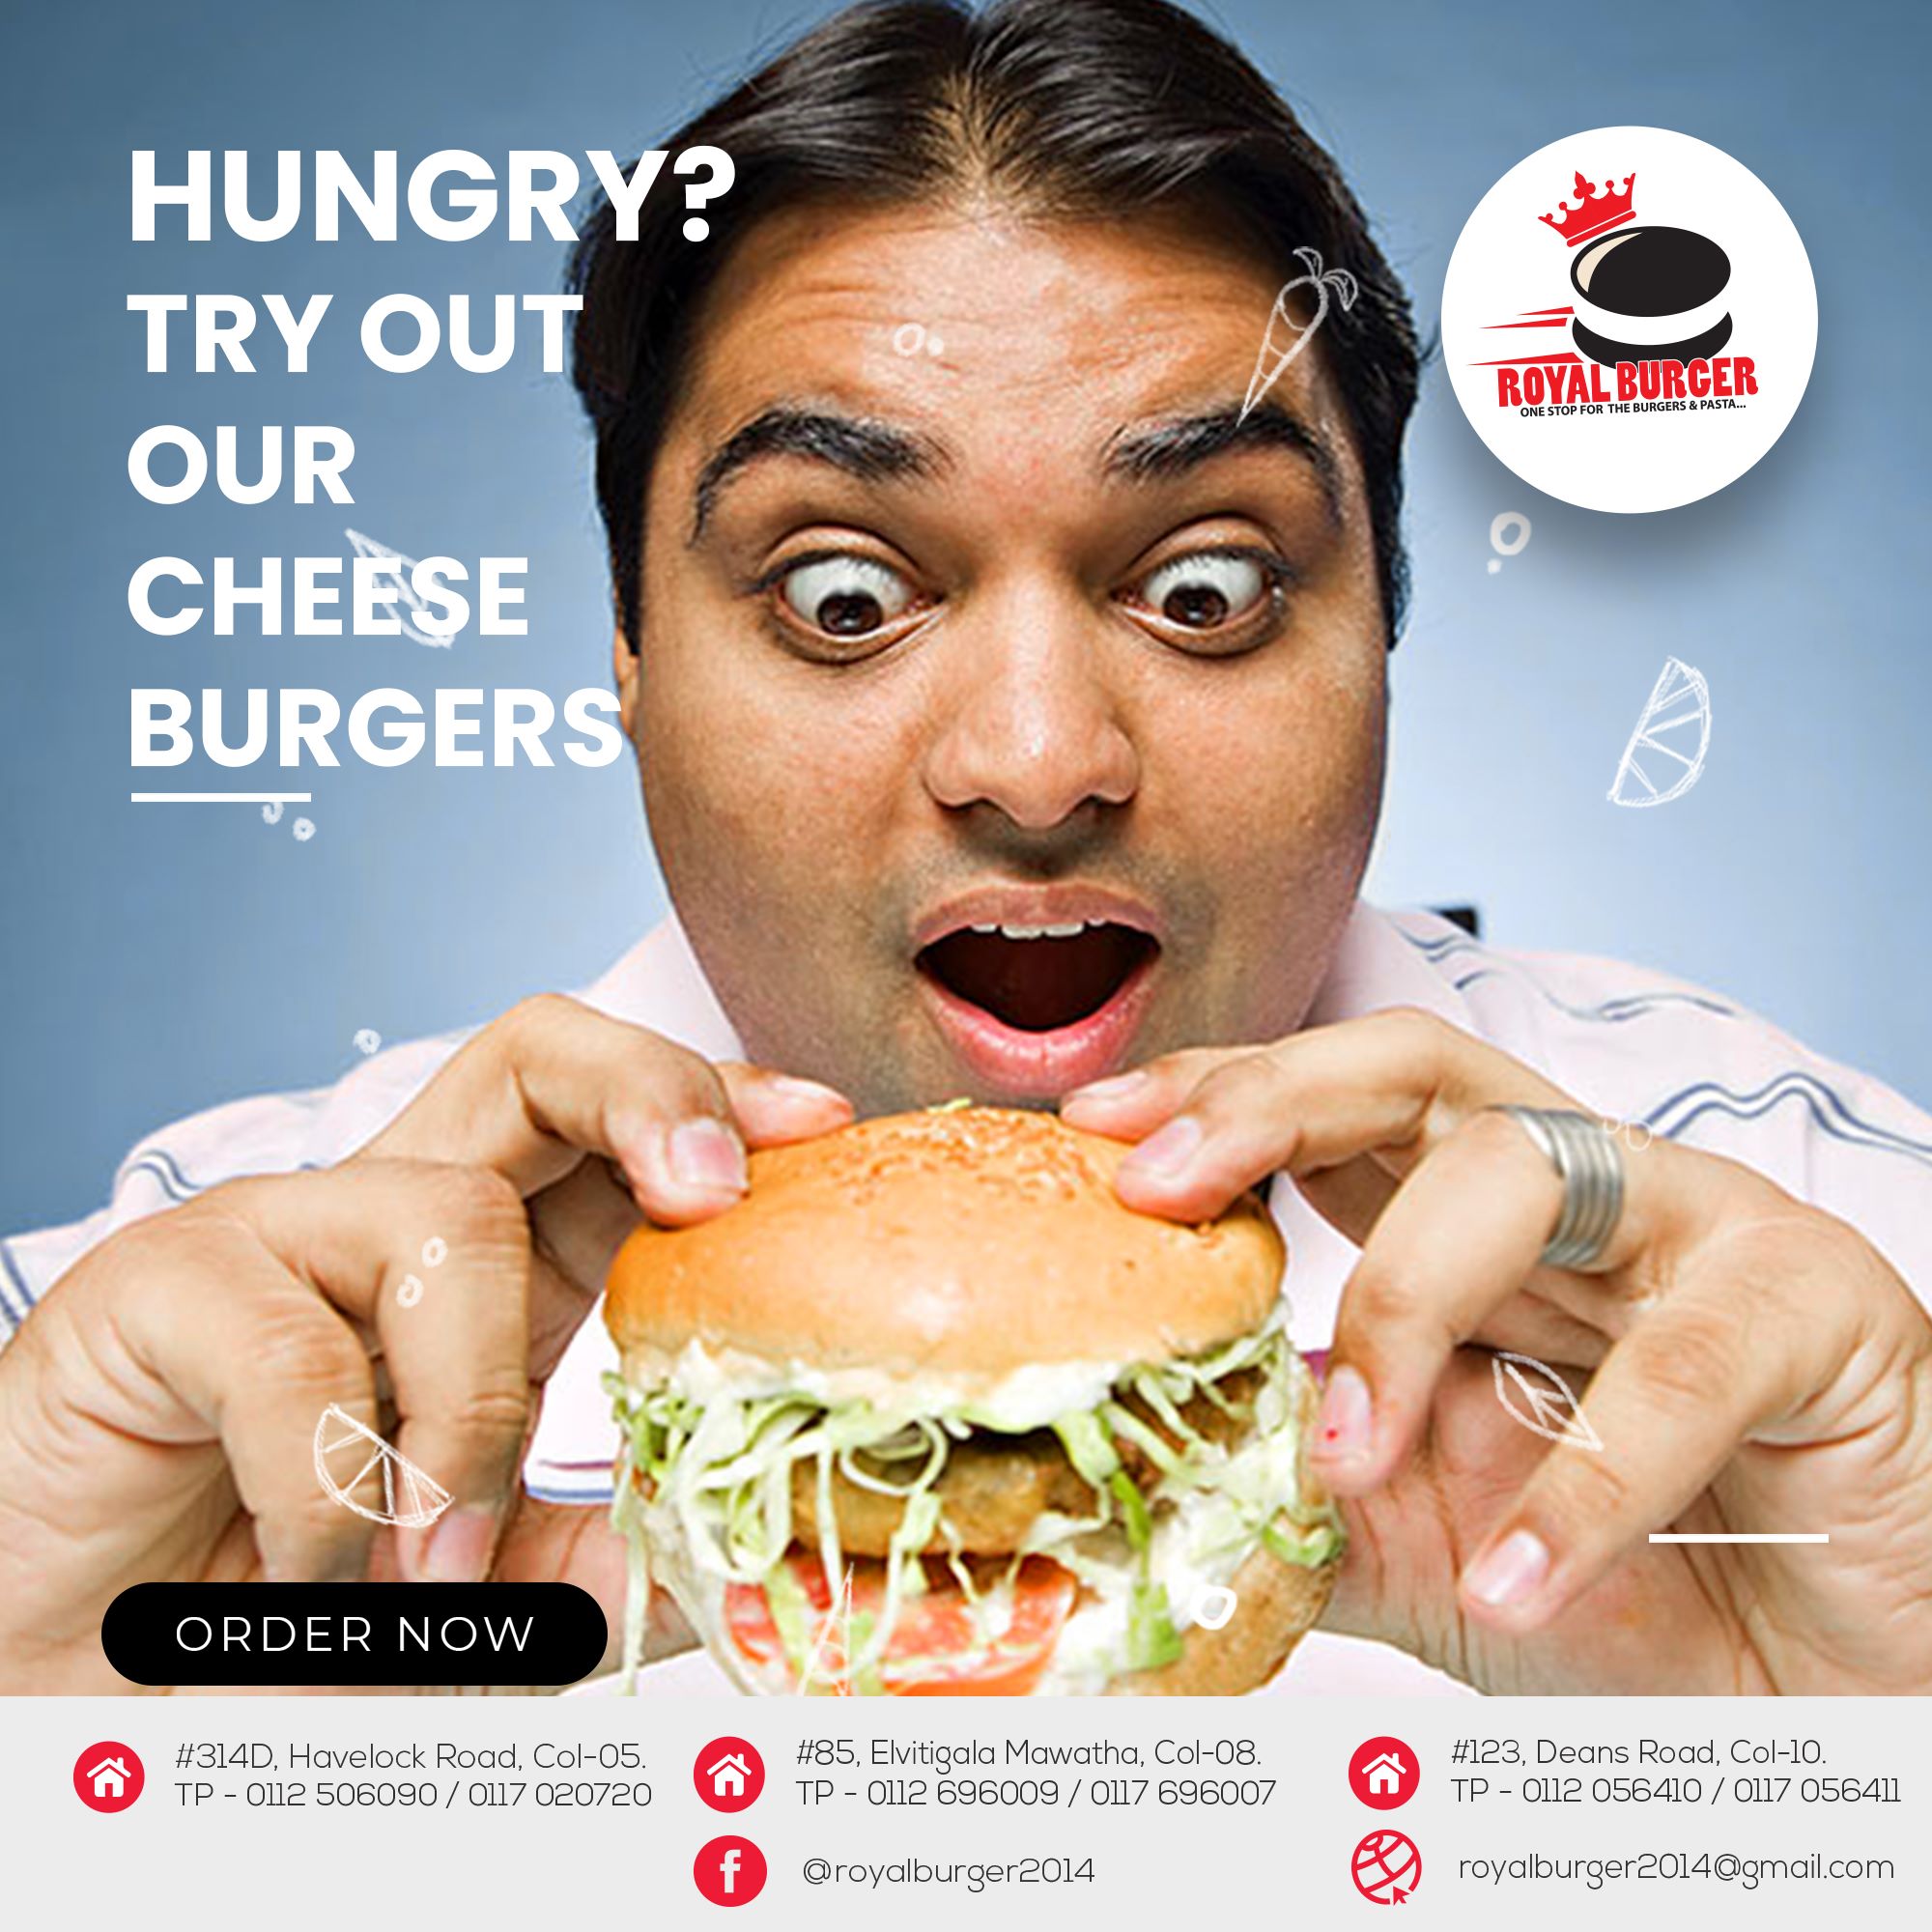 HUNGRY?
TRY OUT
OUR
CHEESE
BURGERS
ROYAL BURGER
ONE STOP FOR THE BURGERS & PASTA...
ORDER NOW
#314D, Havelock Road, Col-05.
TP - 0112 506090 / 0117 020720
#85, Elvitigala Mawatha, Col-08.
TP - 0112 696009 / 0117 696007
#123, Deans Road, Col-10.
TP - 0112 056410 / 0117 056411
@royalburger2014
royalburger2014@gmail.com